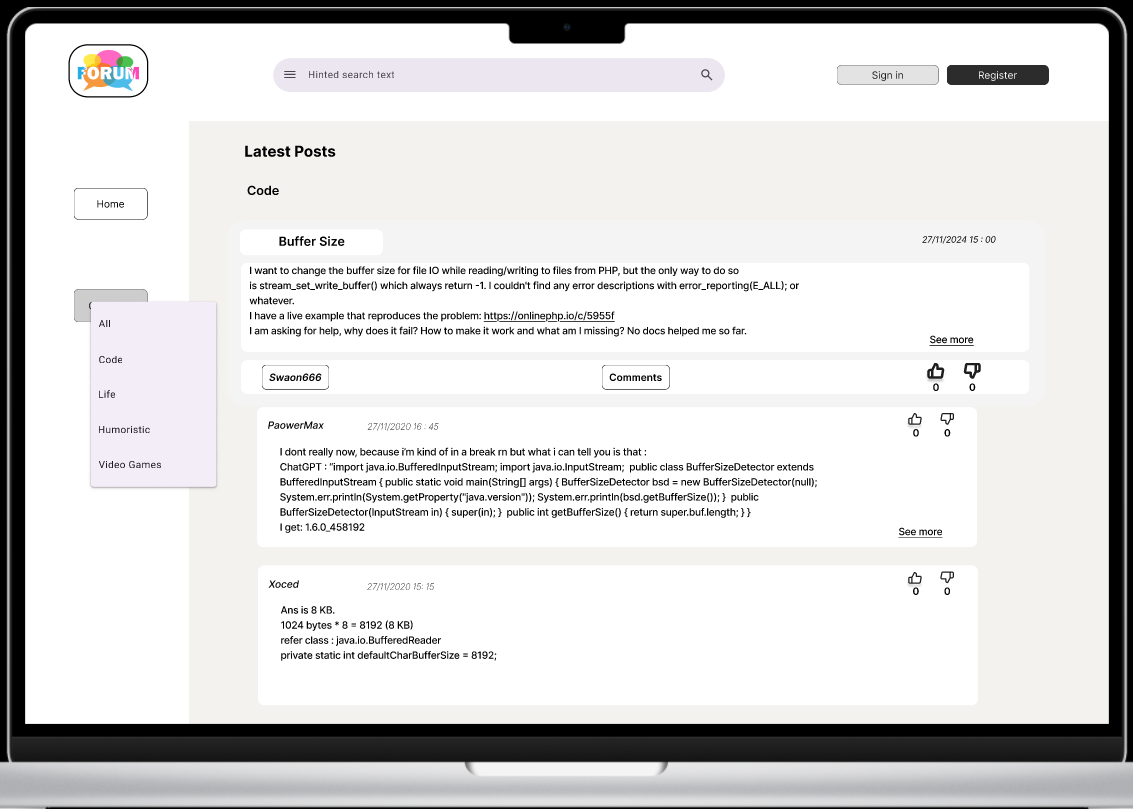 FORUM
Hinted search text
Sign in
Register
Latest Posts
Code
Home
Buffer Size
27/11/2024 15 : 00
I want to change the buffer size for file IO while reading/writing to files from PHP, but the only way to do so
is stream_set_write_buffer() which always return -1. I couldn't find any error descriptions with error_reporting(E_ALL); or
whatever.
I have a live example that reproduces the problem: https://onlinephp.io/c/5955f
I am asking for help, why does it fail? How to make it work and what am I missing? No docs helped me so far.
See more
All
Code
Life
Humoristic
Video Games
Swaon666
Comments
0
0
PaowerMax
27/11/2020 16 : 45
0
0
I dont really now, because i'm kind of in a break rn but what i can tell you is that :
ChatGPT : "import java.io.BufferedInputStream; import java.io.InputStream;  public class BufferSizeDetector extends
BufferedInputStream { public static void main(String[] args) { BufferSizeDetector bsd = new BufferSizeDetector(null);
System.err.println(System.getProperty("java.version")); System.err.println(bsd.getBufferSize()); }  public
BufferSizeDetector(InputStream in) { super(in); }  public int getBufferSize() { return super.buf.length; } }
I get: 1.6.0_458192
See more
Xoced
27/11/2020 15: 15
0
0
Ans is 8 KB.
1024 bytes * 8 = 8192 (8 KB)
refer class : java.io.BufferedReader
private static int defaultCharBufferSize = 8192;